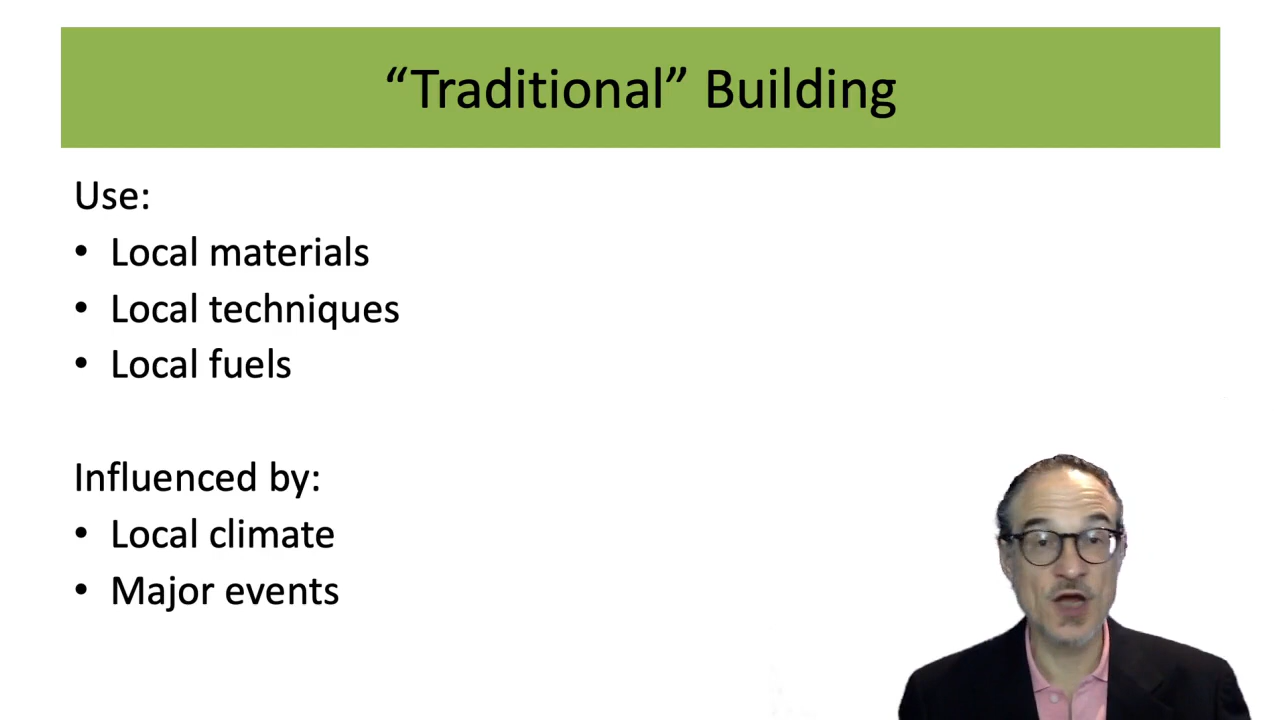 “Traditional” Building
Use:
• Local materials
• Local techniques
• Local fuels
Influenced by:
• Local climate
• Major events